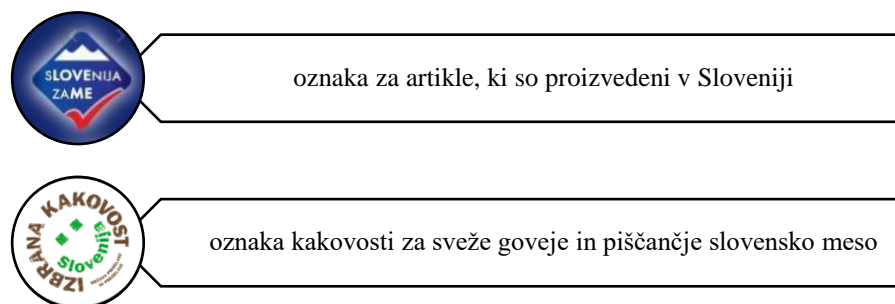 SLOVENIJA
ZAME
oznaka za artikle, ki so proizvedeni v Sloveniji
IZBRANA KAKOVOST
Slovenija
oznaka kakovosti za sveže goveje in piščančje slovensko meso